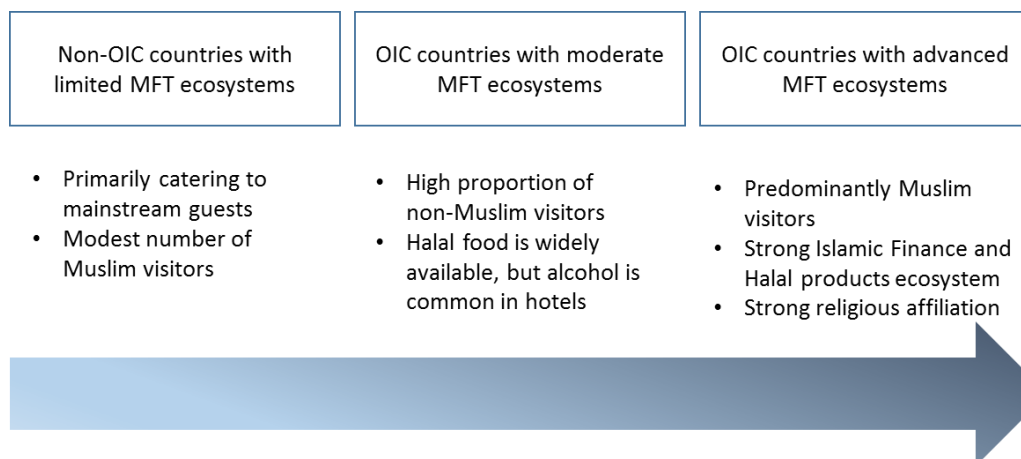 Non-OIC countries with
limited MFT ecosystems
OIC countries with moderate
MFT ecosystems
OIC countries with advanced
MFT ecosystems
• Primarily catering to
mainstream guests
• Modest number of
Muslim visitors
• High proportion of
non-Muslim visitors
• Halal food is widely
available, but alcohol is
common in hotels
• Predominantly Muslim
visitors
• Strong Islamic Finance and
Halal products ecosystem
• Strong religious affiliation